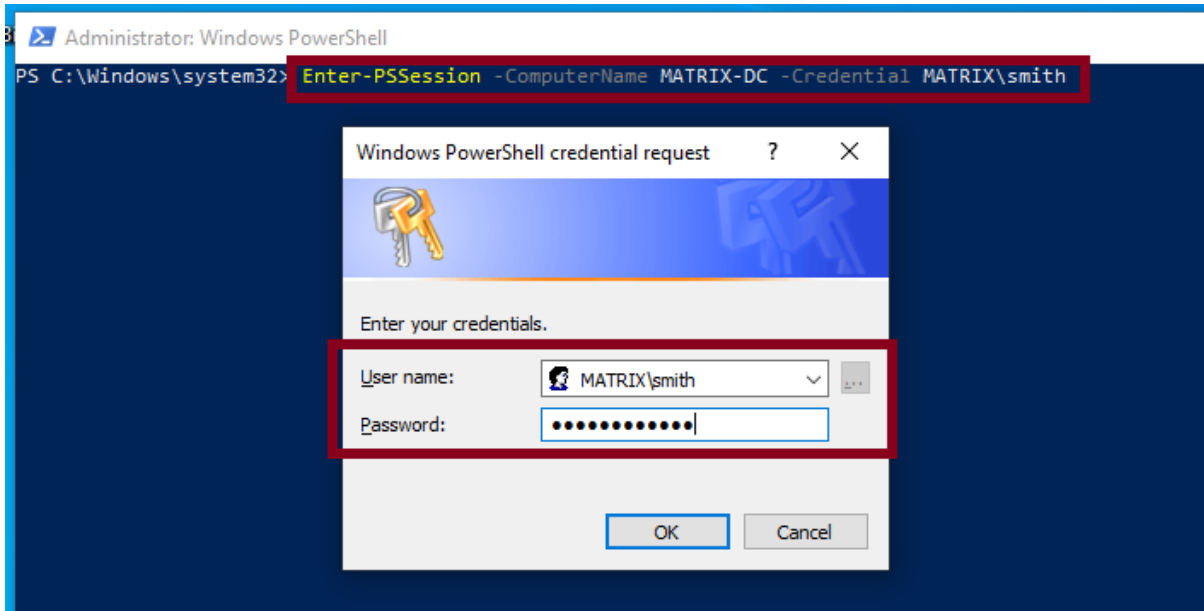 Administrator: Windows PowerShell
PS C:\Windows\system32> Enter-PSSession -ComputerName MATRIX-DC -Credential MATRIX\smith
Windows PowerShell credential request ? ×
Enter your credentials.
User name: MATRIX\smith ...
Password: ••••••••••••
OK Cancel